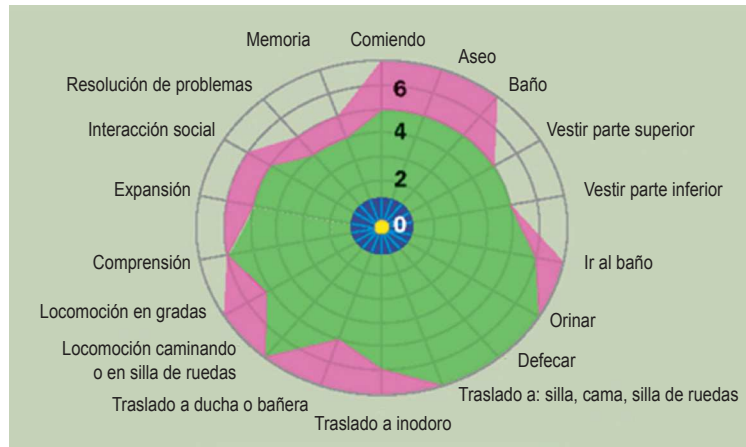 Memoria
Comiendo
Aseo
Baño
Vestir parte superior
Vestir parte inferior
Ir al baño
Orinar
Defecar
Traslado a: silla, cama, silla de ruedas
Traslado a inodoro
Traslado a ducha o bañera
Locomoción caminando
o en silla de ruedas
Locomoción en gradas
Comprensión
Expansión
Interacción social
Resolución de problemas
6
4
2
0